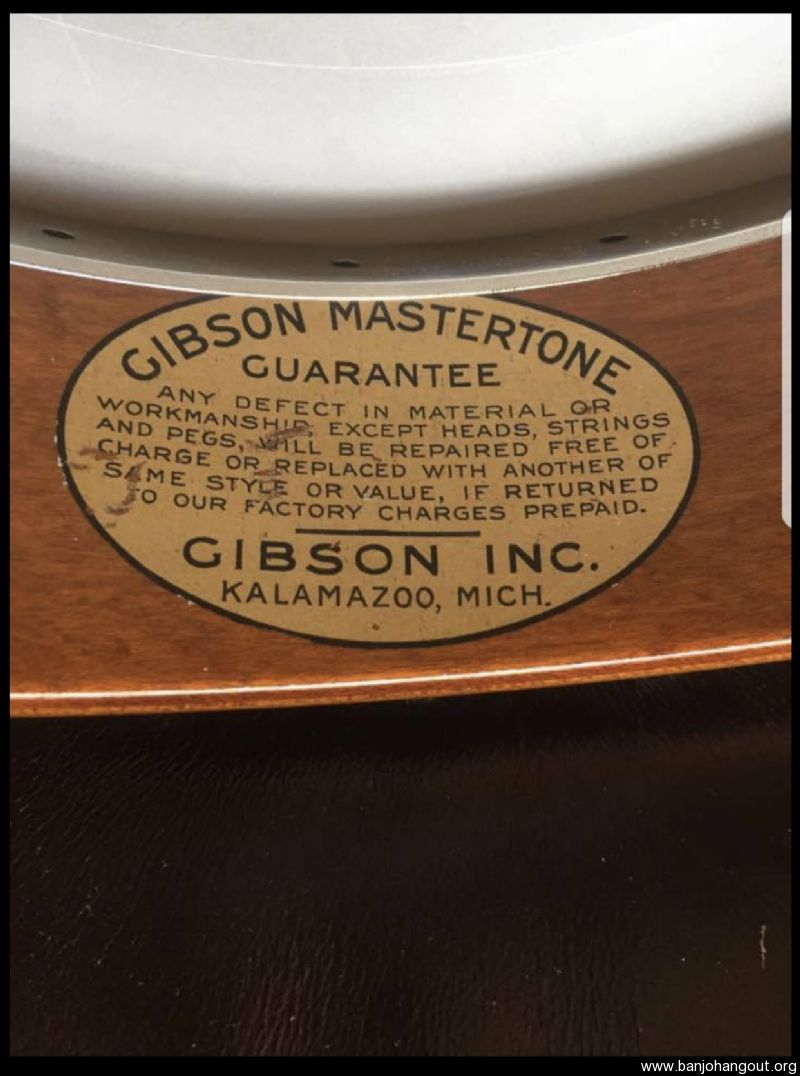 GIBSON MASTERTONE
GUARANTEE
ANY DEFECT IN MATERIAL OR
WORKMANSHIP, EXCEPT HEADS, STRINGS
AND PEGS, WILL BE REPAIRED FREE OF
CHARGE OR REPLACED WITH ANOTHER OF
SAME STYLE OR VALUE, IF RETURNED
TO OUR FACTORY CHARGES PREPAID.
GIBSON INC.
KALAMAZOO, MICH.
www.banjohangout.org